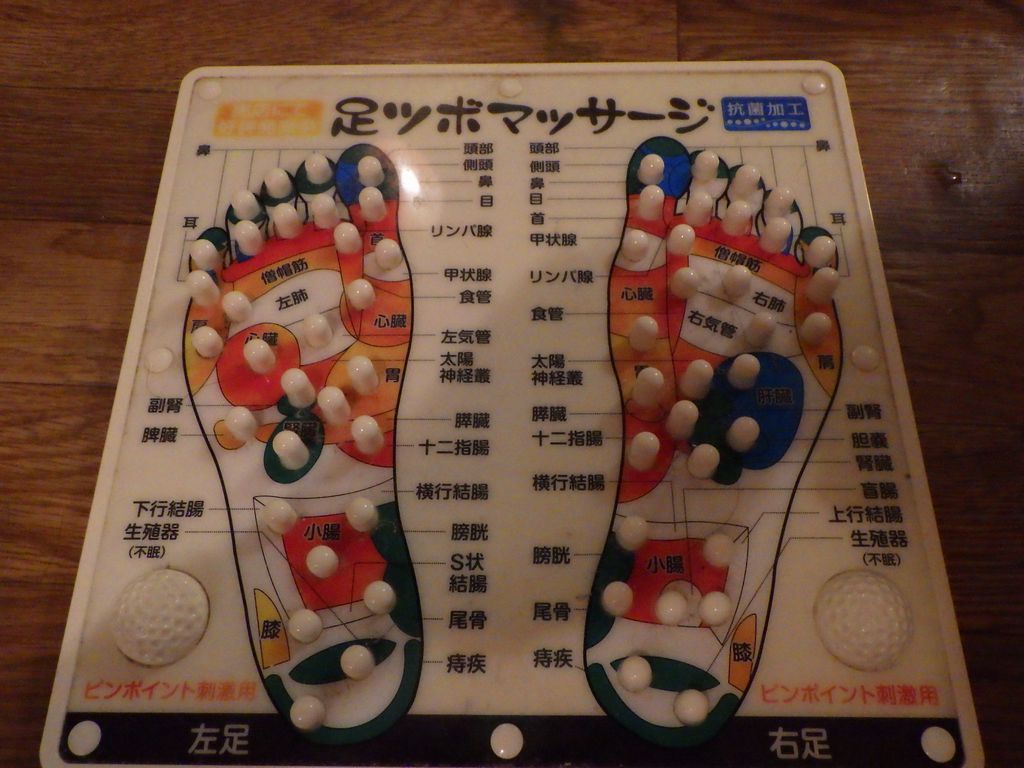 足ツボマッサージ
抗菌加工
鼻
耳
頭部
側頭
鼻
目
リンパ腺
甲状腺
食管
左気管
太陽
神経叢
膵臓
十二指腸
横行結腸
膀胱
S状
結腸
尾骨
痔疾
首
僧帽筋
左肺
肩
心臓
心臓
胃
腎臓
副腎
脾臓
下行結腸
生殖器
(不眠)
小腸
膝
頭部
側頭
鼻
目
首
甲状腺
リンパ腺
食管
太陽
神経叢
膵臓
十二指腸
横行結腸
膀胱
尾骨
痔疾
鼻
耳
僧帽筋
心臓
右肺
右気管
肩
胃
肝臓
副腎
胆嚢
腎臓
盲腸
上行結腸
生殖器
(不眠)
小腸
膝
ピンポイント刺激用
ピンポイント刺激用
左足
右足